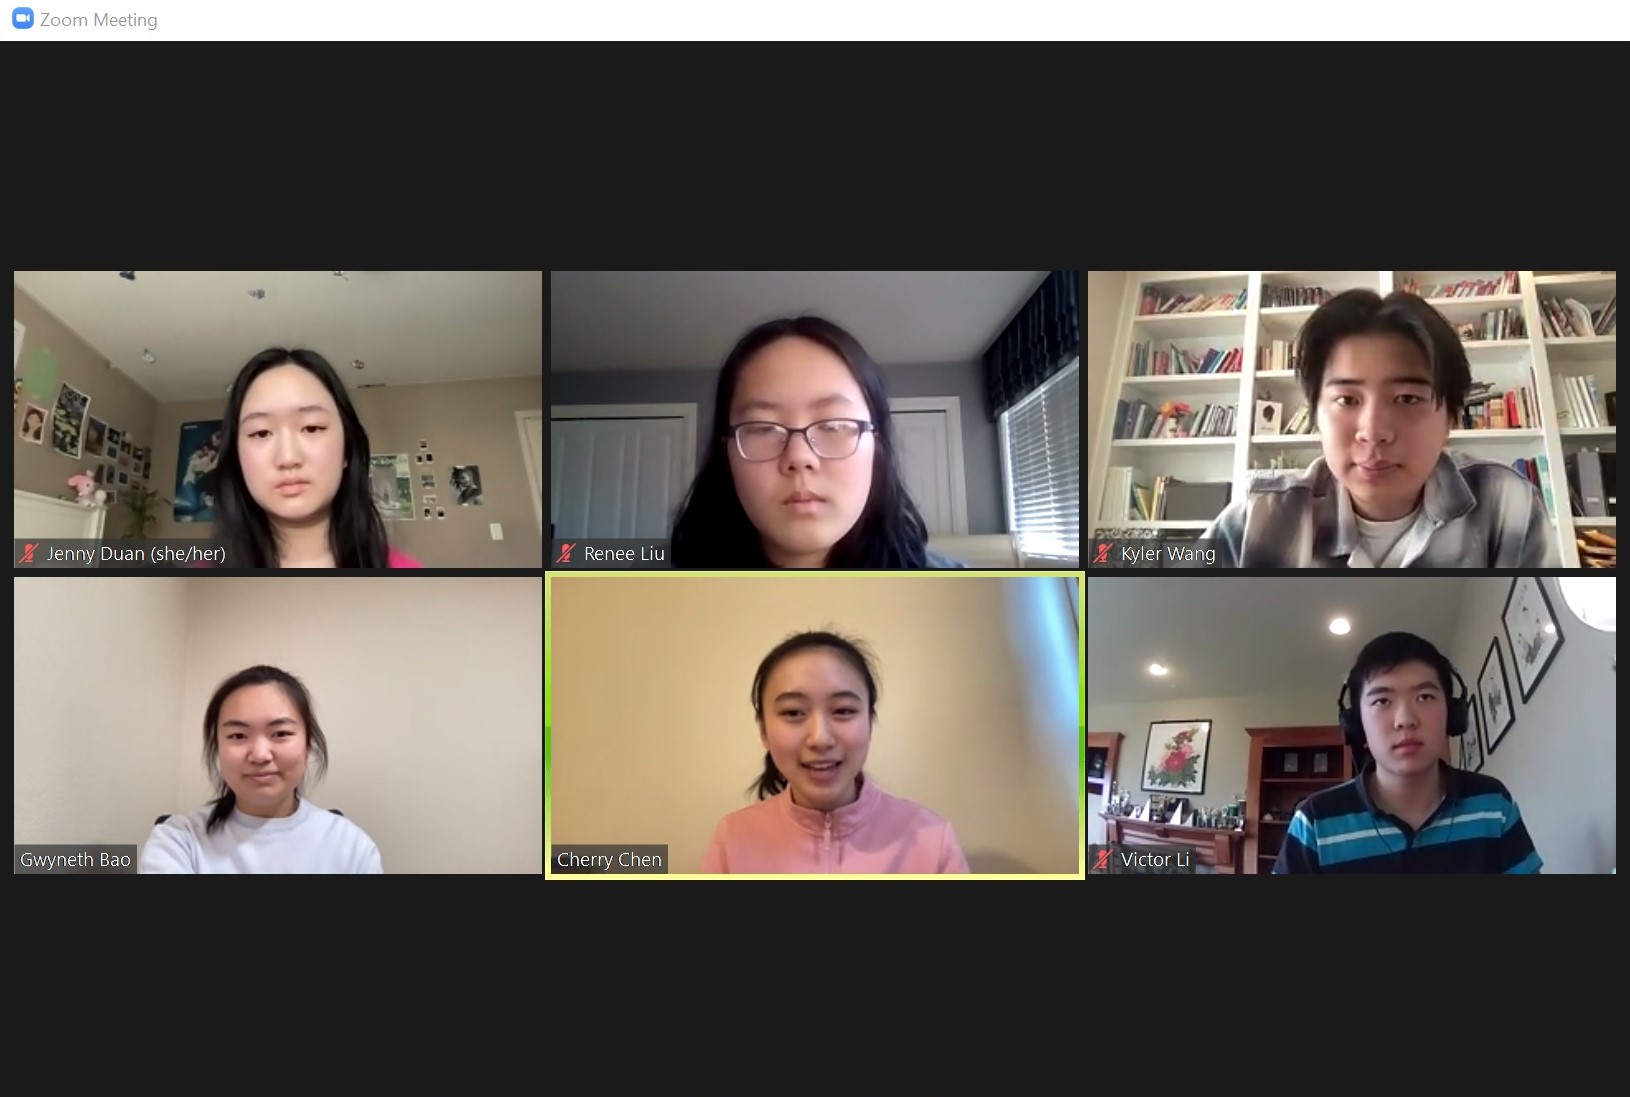 Zoom Meeting
Jenny Duan (she/her)
Renee Liu
Kyler Wang
Gwyneth Bao
Cherry Chen
Victor Li